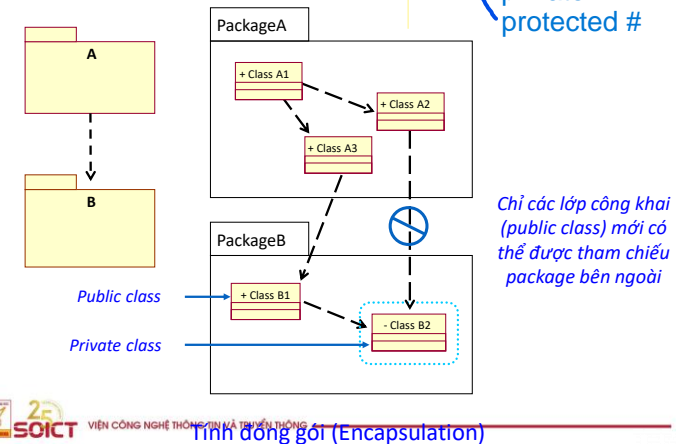 protected #
PackageA
A
+ Class A1
+ Class A2
+ Class A3
B
PackageB
Chỉ các lớp công khai
(public class) mới có
thể được tham chiếu
package bên ngoài
Public class
+ Class B1
- Class B2
Private class
25
SOICT VIỆN CÔNG NGHỆ THÔNG TIN VÀ TRUYỀN THÔNG
Tính đóng gói (Encapsulation)